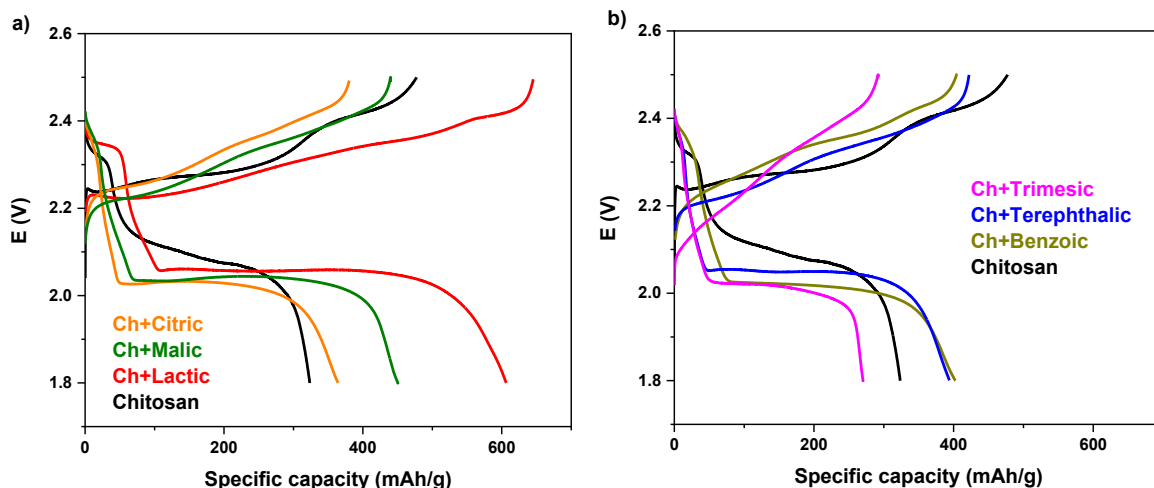 a)
2.6
2.4
2.2
2.0
1.8
E (V)
Ch+Citric
Ch+Malic
Ch+Lactic
Chitosan
0
200
400
600
Specific capacity (mAh/g)
b)
2.6
2.4
2.2
2.0
1.8
E (V)
Ch+Trimesic
Ch+Terephthalic
Ch+Benzoic
Chitosan
0
200
400
600
Specific capacity (mAh/g)